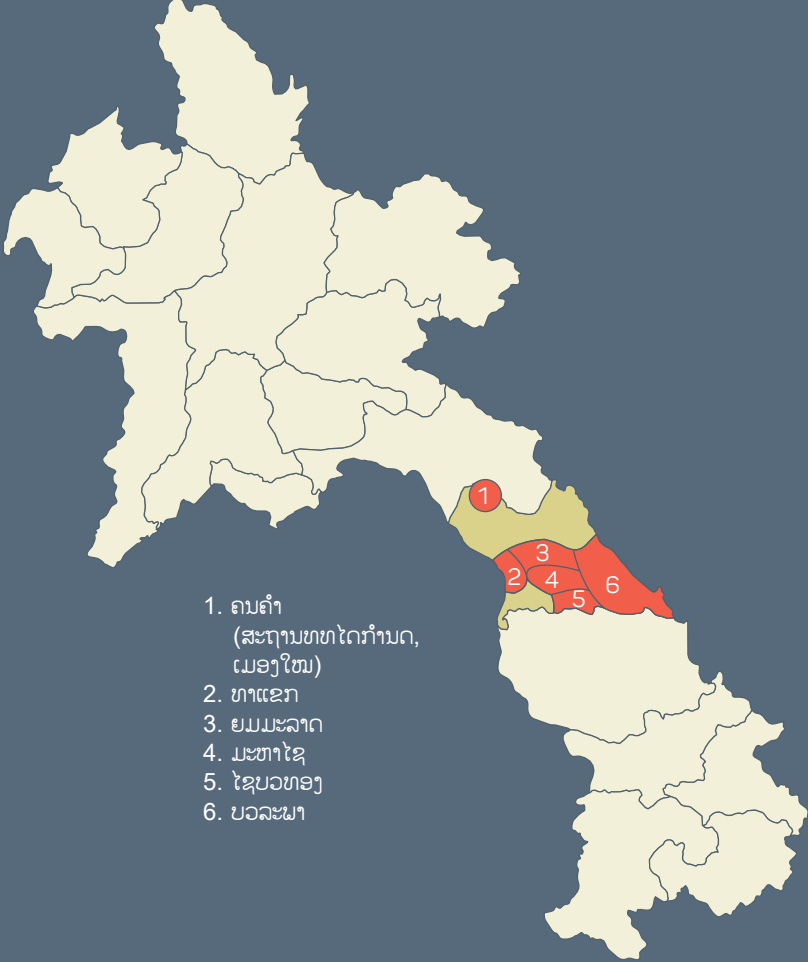 1
2
3
4
5
6
1. ຄນຄຳ
(ສະຖານທທໄດກຳນດ,
ເມອງໃໝ)
2. ທາແຂກ
3. ຍມມະລາດ
4. ມະຫາໄຊ
5. ໄຊບວທອງ
6. ບວລະພາ